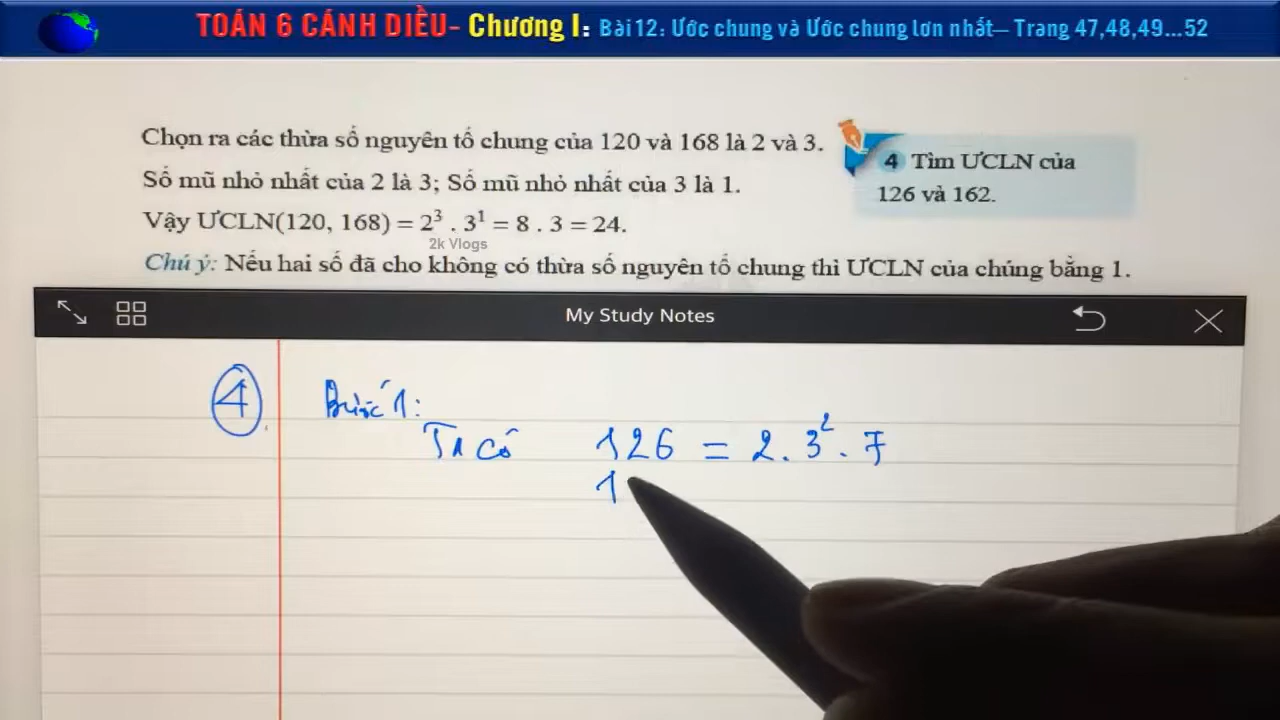 TOÁN 6 CÁNH DIỀU- Chương I: Bài 12: Ước chung và Ước chung lớn nhất– Trang 47,48,49...52
Chọn ra các thừa số nguyên tố chung của 120 và 168 là 2 và 3.
Số mũ nhỏ nhất của 2 là 3; Số mũ nhỏ nhất của 3 là 1.
Vậy ƯCLN(120, 168) = 2³ . 3¹ = 8 . 3 = 24.
2k Vlogs
Chú ý: Nếu hai số đã cho không có thừa số nguyên tố chung thì ƯCLN của chúng bằng 1.
4 Tìm ƯCLN của
126 và 162.
My Study Notes
4 Bước 1:
Ta có 126 = 2 . 3² . 7
1